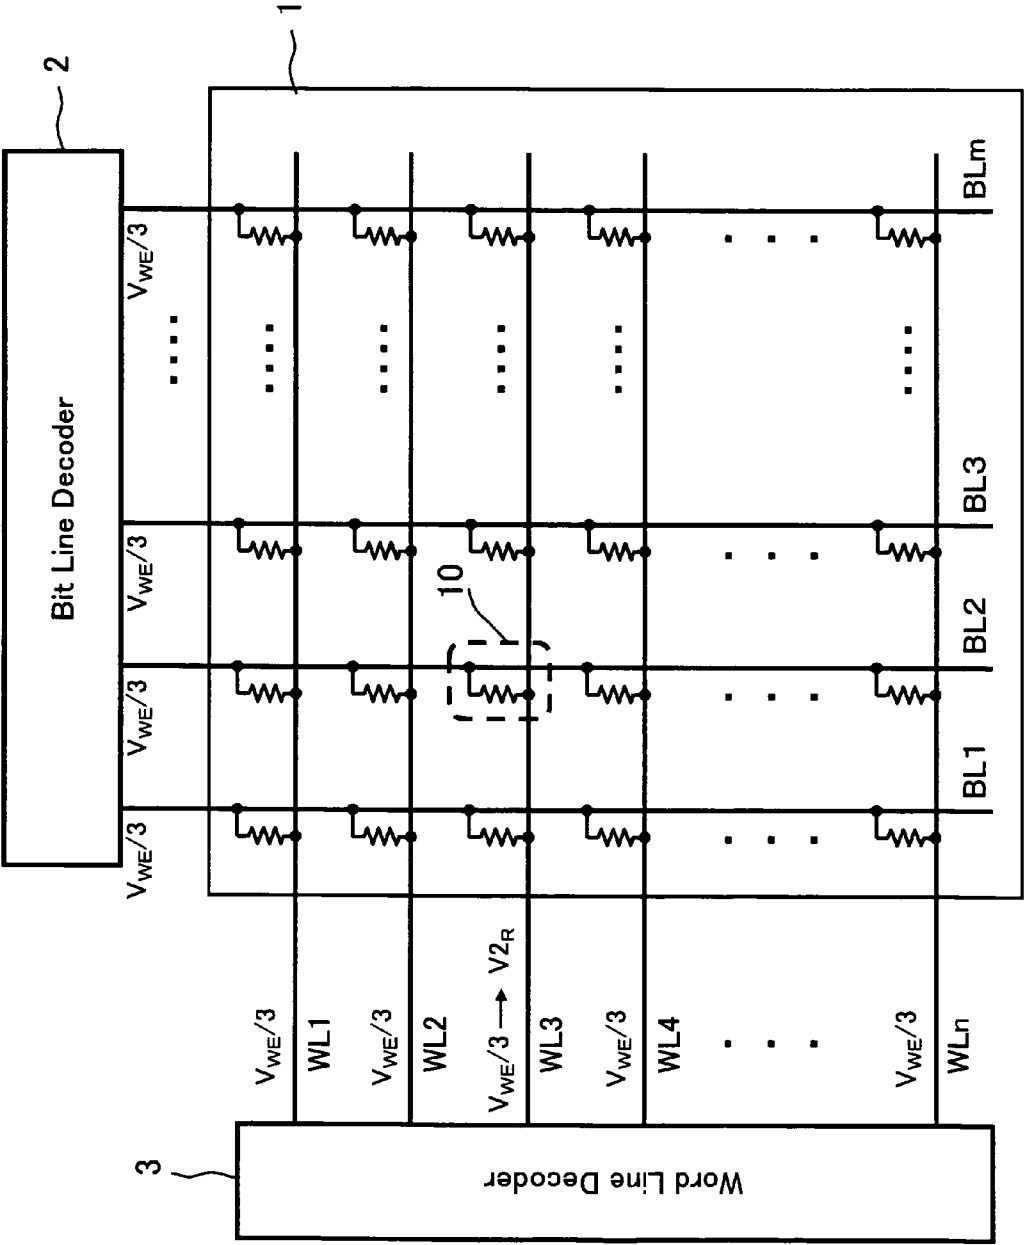 1
2
Bit Line Decoder
V_WE/3
V_WE/3
V_WE/3
V_WE/3
BL1
BL2
BL3
BLm
10
V_WE/3
WL1
V_WE/3
WL2
V_WE/3 → V2_R
WL3
V_WE/3
WL4
V_WE/3
WLn
3
Word Line Decoder